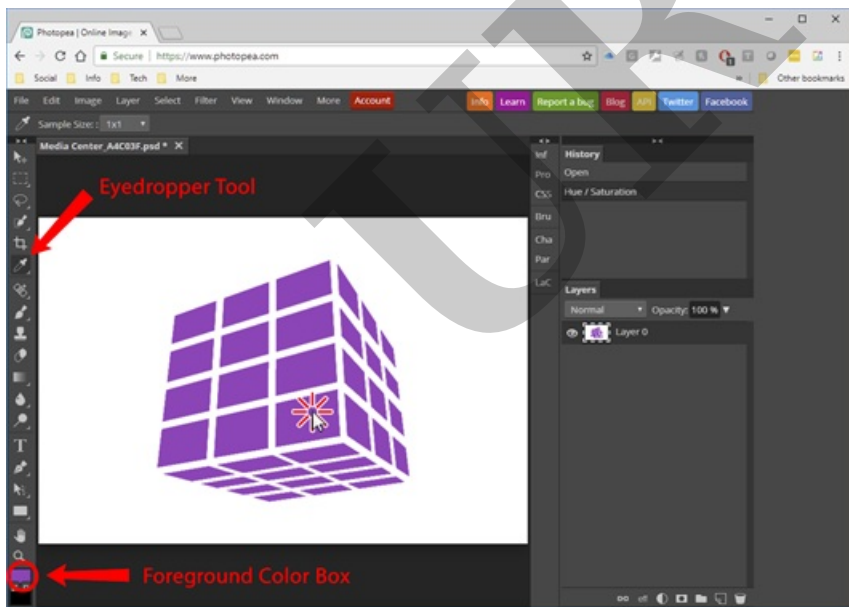 Photopea | Online Image
Secure | https://www.photopea.com
Social Info Tech More
Other bookmarks
File Edit Image Layer Select Filter View Window More Account
Info Learn Report a bug Blog API Twitter Facebook
Sample Size: : 1x1
Media Center_A4C03F.psd *
Inf
Pro
CSS
Bru
Cha
Par
LaC
History
Open
Hue / Saturation
Eyedropper Tool
Layers
Normal Opacity: 100 %
Layer 0
T
Foreground Color Box
eff